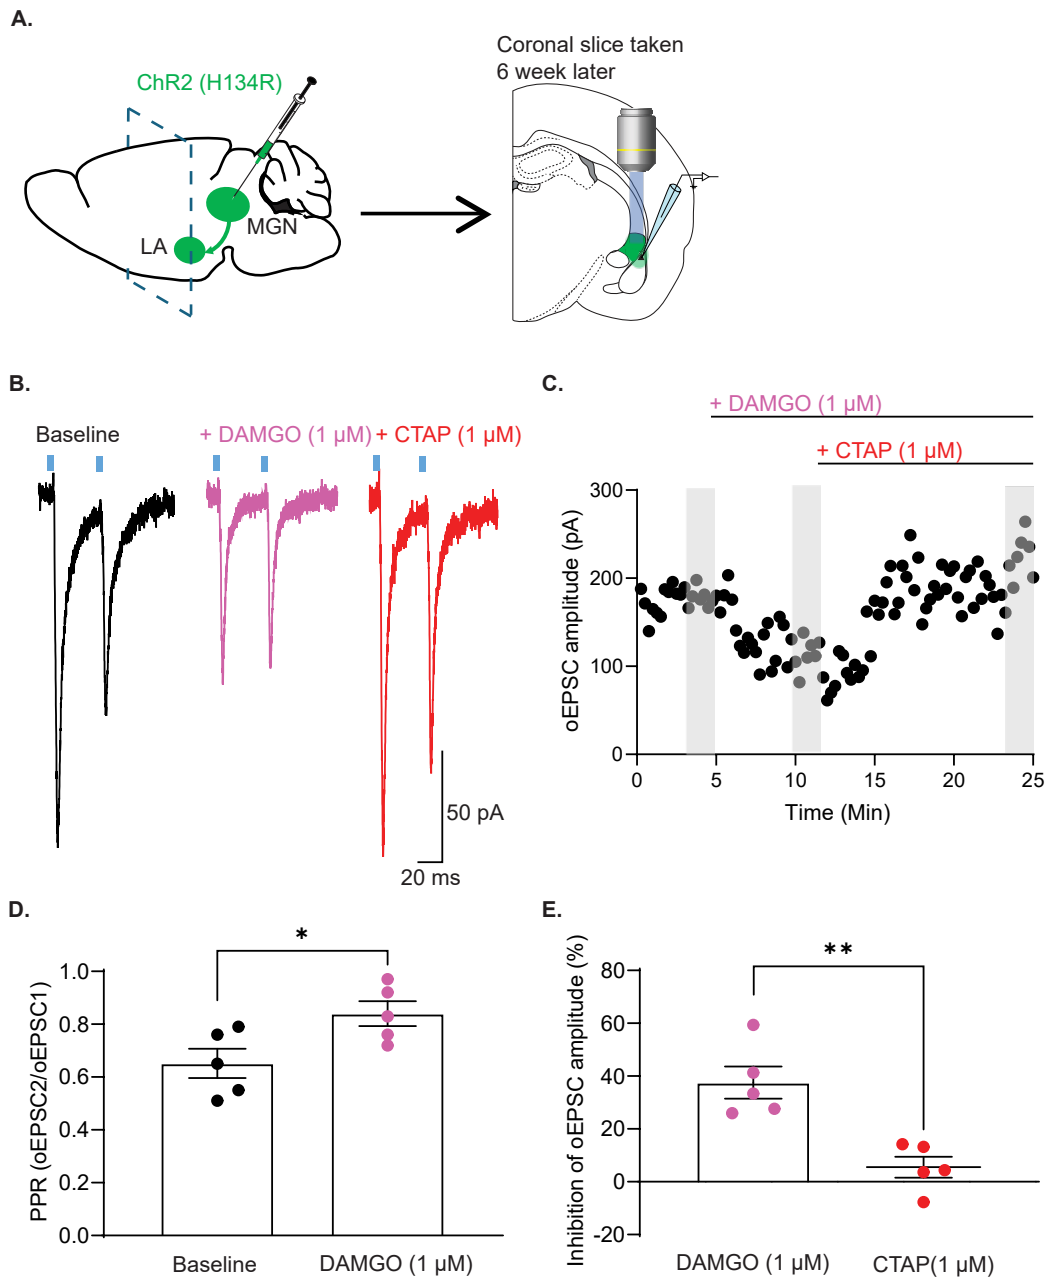 A.
ChR2 (H134R)
MGN
LA
Coronal slice taken
6 week later
B.
Baseline
+ DAMGO (1 µM)
+ CTAP (1 µM)
50 pA
20 ms
C.
+ DAMGO (1 µM)
+ CTAP (1 µM)
oEPSC amplitude (pA)
300
200
100
0
0 5 10 15 20 25
Time (Min)
D.
*
PPR (oEPSC2/oEPSC1)
1.0
0.8
0.6
0.4
0.2
0.0
Baseline
DAMGO (1 µM)
E.
**
Inhibition of oEPSC amplitude (%)
80
60
40
20
0
-20
DAMGO (1 µM)
CTAP(1 µM)